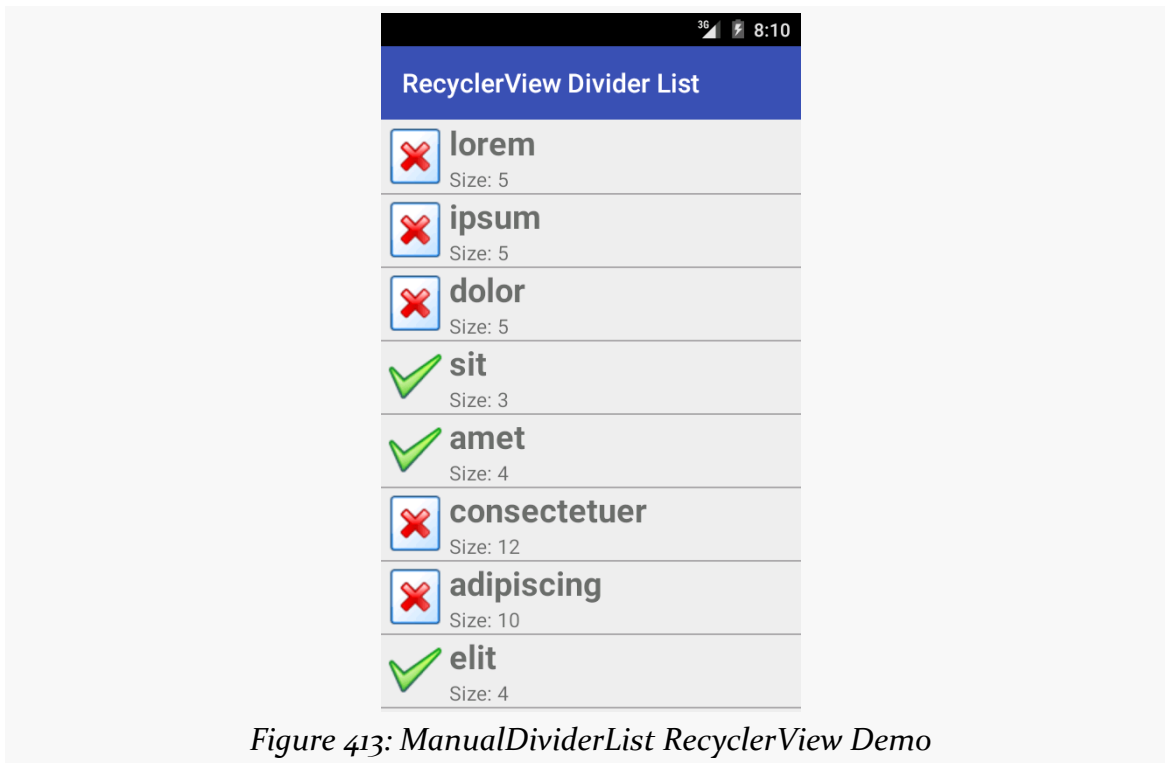 3G 8:10
RecyclerView Divider List
lorem
Size: 5
ipsum
Size: 5
dolor
Size: 5
sit
Size: 3
amet
Size: 4
consectetuer
Size: 12
adipiscing
Size: 10
elit
Size: 4
Figure 413: ManualDividerList RecyclerView Demo